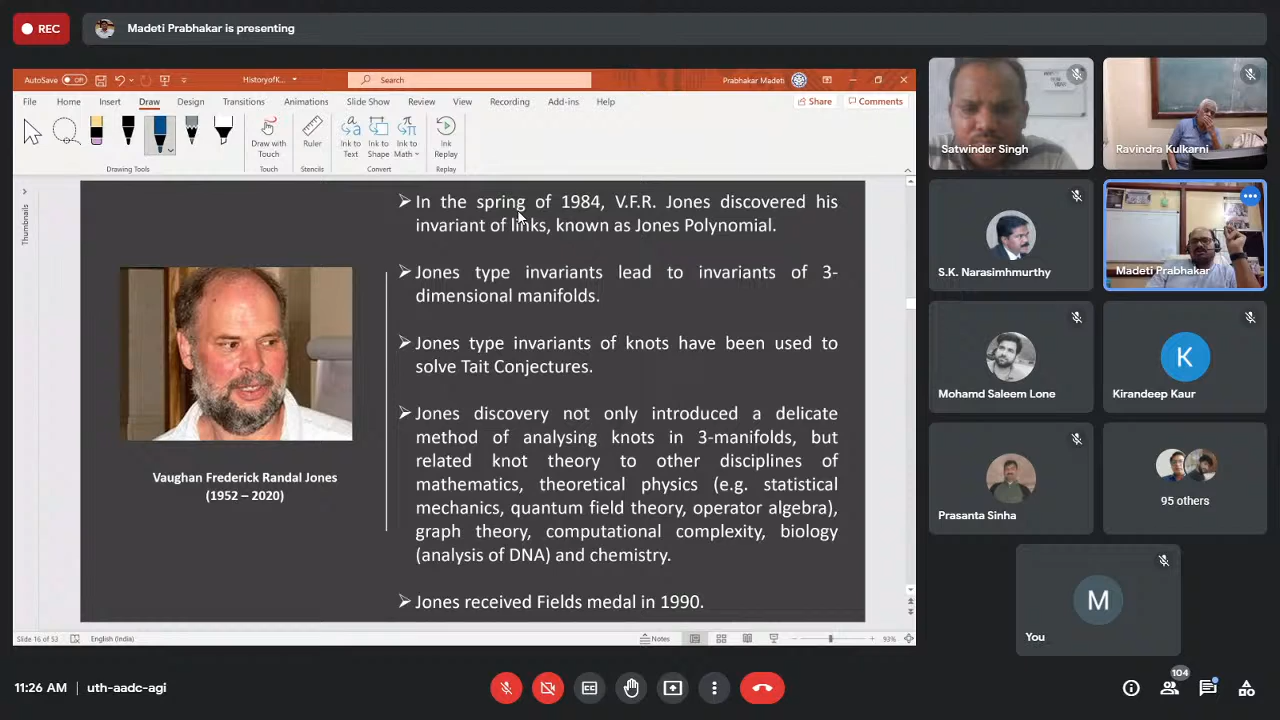 REC
Madeti Prabhakar is presenting
AutoSave Off
HistoryofK...
Search
Prabhakar Madeti
File Home Insert Draw Design Transitions Animations Slide Show Review View Recording Add-ins Help
Share Comments
Draw with Touch
Ruler
Ink to Text
Ink to Shape
Ink to Math
Ink Replay
Drawing Tools Touch Stencils Convert Replay
Thumbnails
➢ In the spring of 1984, V.F.R. Jones discovered his
invariant of links, known as Jones Polynomial.
➢ Jones type invariants lead to invariants of 3-
dimensional manifolds.
➢ Jones type invariants of knots have been used to
solve Tait Conjectures.
➢ Jones discovery not only introduced a delicate
method of analysing knots in 3-manifolds, but
related knot theory to other disciplines of
mathematics, theoretical physics (e.g. statistical
mechanics, quantum field theory, operator algebra),
graph theory, computational complexity, biology
(analysis of DNA) and chemistry.
➢ Jones received Fields medal in 1990.
Vaughan Frederick Randal Jones
(1952 – 2020)
Slide 16 of 53
English (India)
Notes
93%
Satwinder Singh
Ravindra Kulkarni
S.K. Narasimhmurthy
Madeti Prabhakar
Mohamd Saleem Lone
K
Kirandeep Kaur
Prasanta Sinha
95 others
M
You
11:26 AM
uth-aadc-agi
104